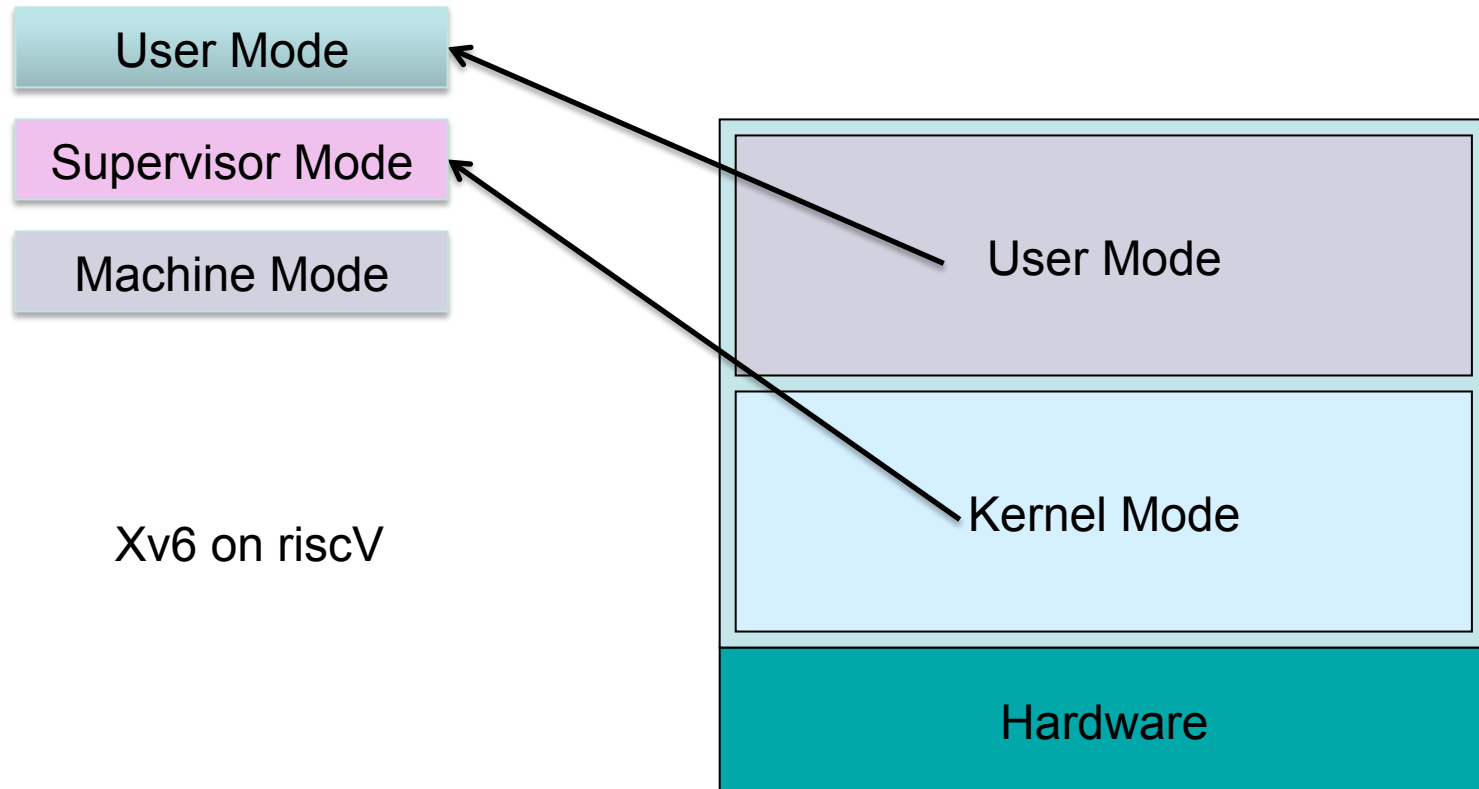 User Mode
Supervisor Mode
Machine Mode
Xv6 on riscV
User Mode
Kernel Mode
Hardware